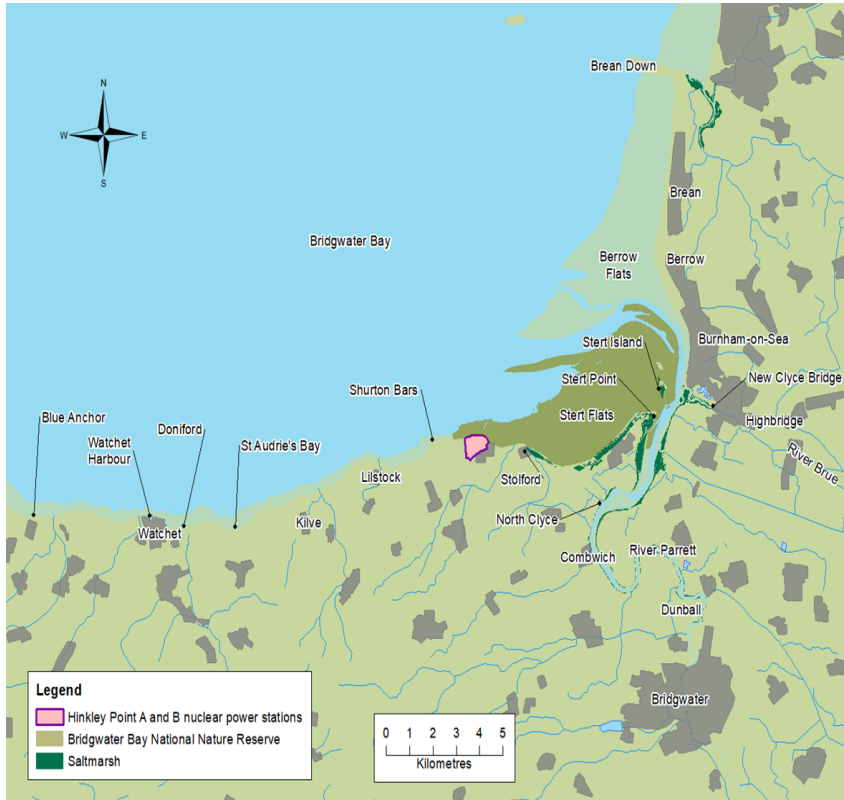 Brean Down
N
W
E
S
Brean
Bridgwater Bay
Berrow
Flats
Berrow
Stert Island
Burnham-on-Sea
Stert Point
New Clyce Bridge
Shurton Bars
Blue Anchor
Doniford
Stert Flats
Highbridge
Watchet
Harbour
St Audrie's Bay
River Brue
Lilstock
Stolford
Kilve
North Clyce
Watchet
Combwich
River Parrett
Dunball
Bridgwater
Legend
Hinkley Point A and B nuclear power stations
Bridgwater Bay National Nature Reserve
Saltmarsh
0 1 2 3 4 5
Kilometres